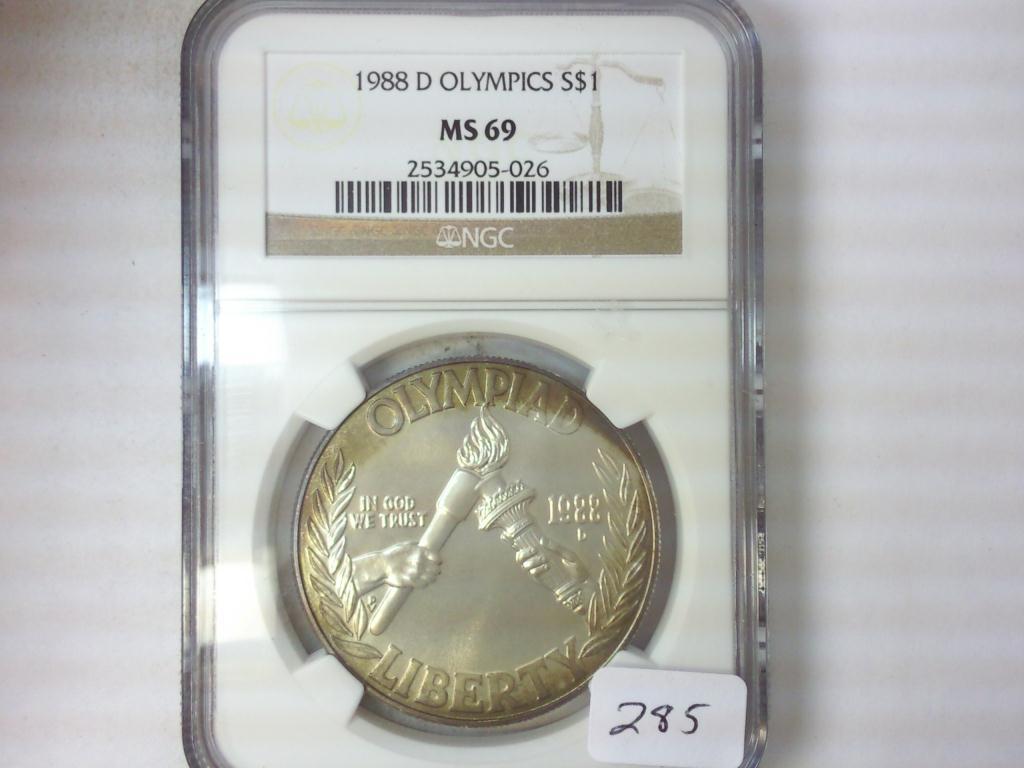 1988 D OLYMPICS S$1
MS 69
2534905-026
NGC
OLYMPIAD
IN GOD
WE TRUST
1988
D
LIBERTY
285